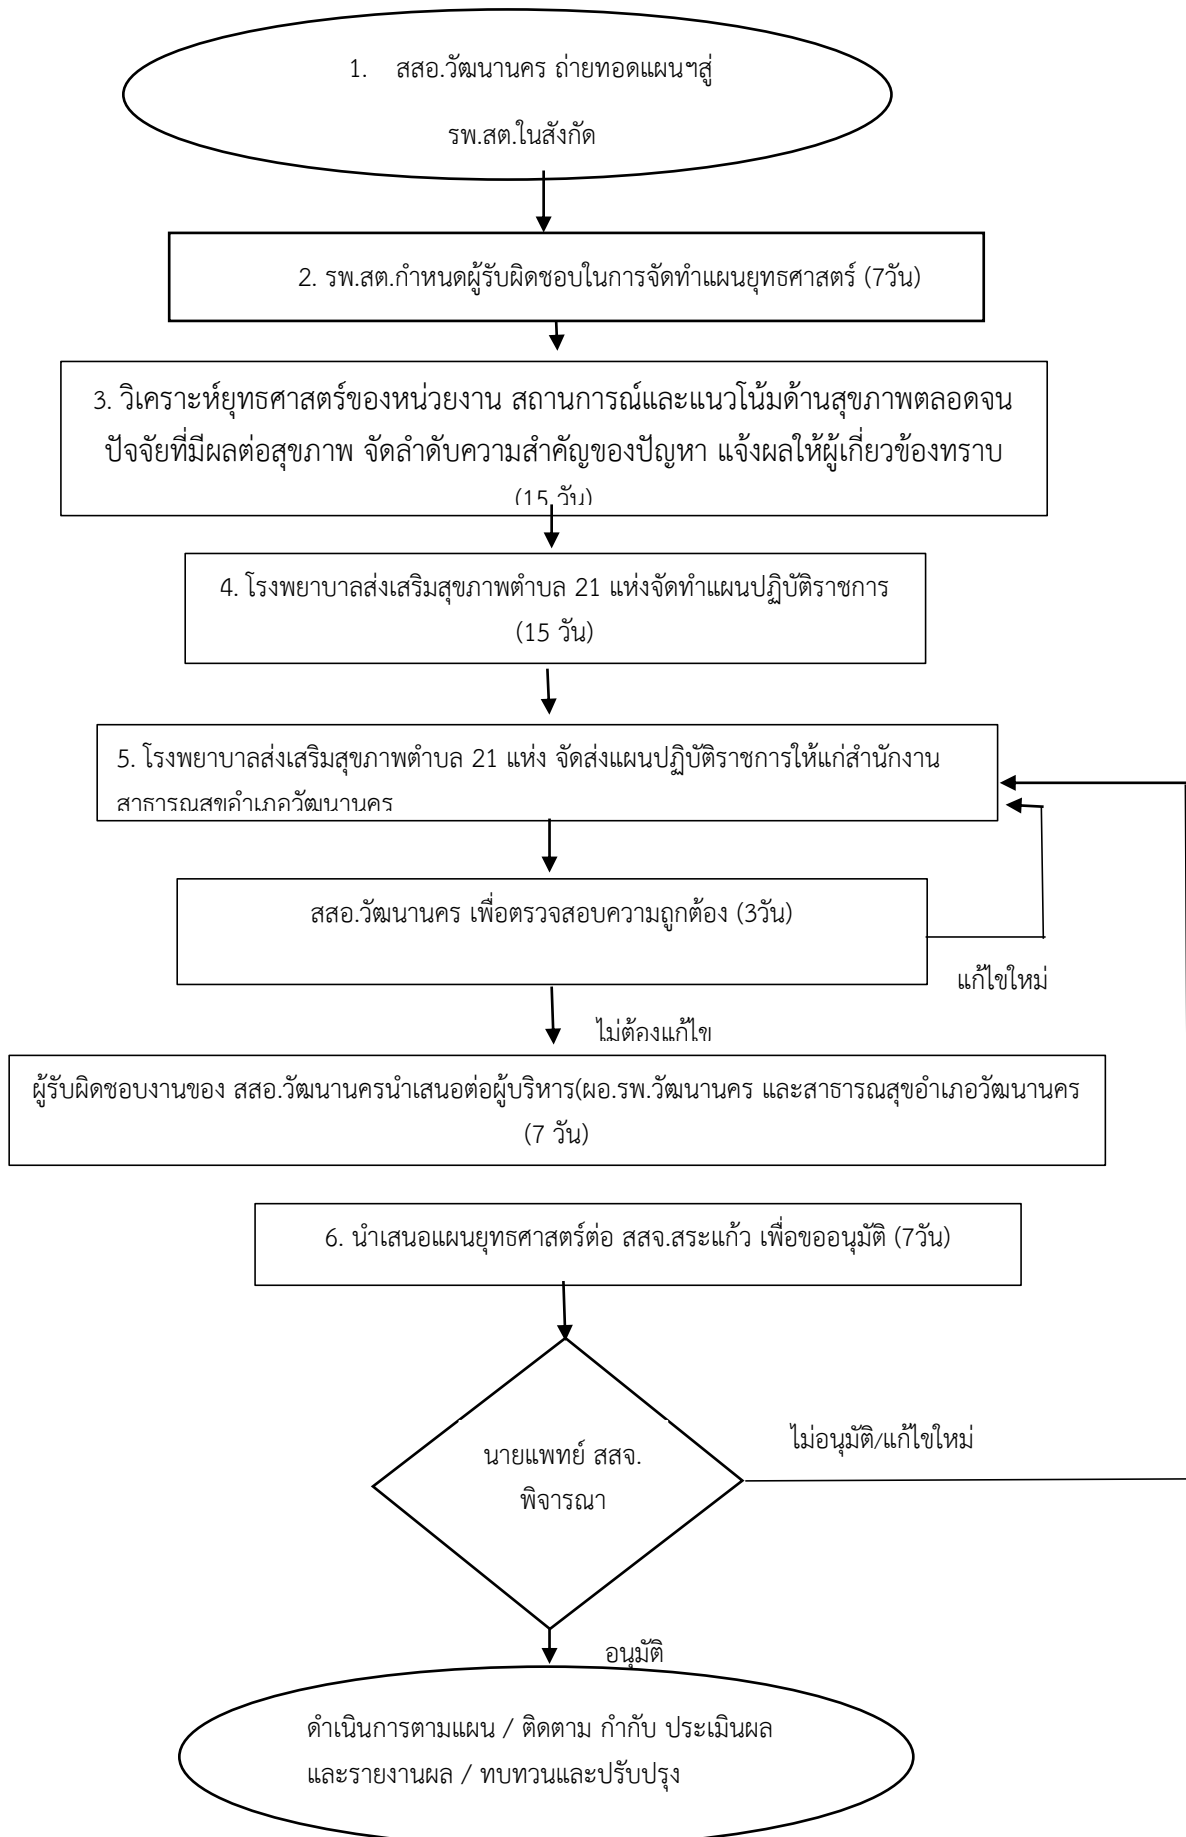 1. สสอ.วัฒนานคร ถ่ายทอดแผนฯสู่
รพ.สต.ในสังกัด
2. รพ.สต.กำหนดผู้รับผิดชอบในการจัดทำแผนยุทธศาสตร์ (7วัน)
3. วิเคราะห์ยุทธศาสตร์ของหน่วยงาน สถานการณ์และแนวโน้มด้านสุขภาพตลอดจน
ปัจจัยที่มีผลต่อสุขภาพ จัดลำดับความสำคัญของปัญหา แจ้งผลให้ผู้เกี่ยวข้องทราบ
(15 วัน)
4. โรงพยาบาลส่งเสริมสุขภาพตำบล 21 แห่งจัดทำแผนปฏิบัติราชการ
(15 วัน)
5. โรงพยาบาลส่งเสริมสุขภาพตำบล 21 แห่ง จัดส่งแผนปฏิบัติราชการให้แก่สำนักงาน
สาธารณสุขอำเภอวัฒนานคร
สสอ.วัฒนานคร เพื่อตรวจสอบความถูกต้อง (3วัน)
แก้ไขใหม่
ไม่ต้องแก้ไข
ผู้รับผิดชอบงานของ สสอ.วัฒนานครนำเสนอต่อผู้บริหาร(ผอ.รพ.วัฒนานคร และสาธารณสุขอำเภอวัฒนานคร
(7 วัน)
6. นำเสนอแผนยุทธศาสตร์ต่อ สสจ.สระแก้ว เพื่อขออนุมัติ (7วัน)
ไม่อนุมัติ/แก้ไขใหม่
นายแพทย์ สสจ.
พิจารณา
อนุมัติ
ดำเนินการตามแผน / ติดตาม กำกับ ประเมินผล
และรายงานผล / ทบทวนและปรับปรุง